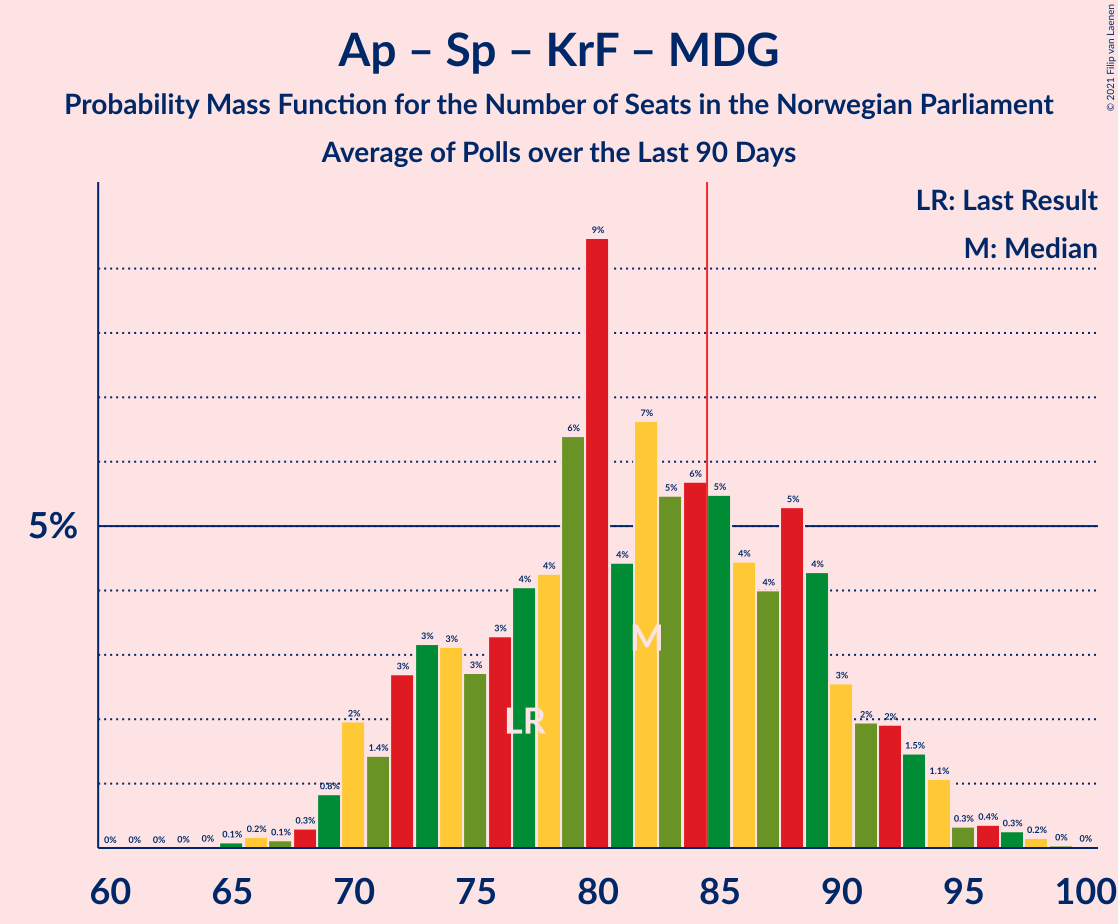 Ap – Sp – KrF – MDG
Probability Mass Function for the Number of Seats in the Norwegian Parliament
Average of Polls over the Last 90 Days
© 2021 Filip van Laenen
LR: Last Result
M: Median
5%
0% 0% 0% 0% 0% 0.1% 0.2% 0.1% 0.3% 0.8% 2% 1.4% 3% 3% 3% 3% 3% 4% 4% 6% 9% 4% 7% 5% 6% 5% 4% 4% 5% 4% 3% 2% 2% 1.5% 1.1% 0.3% 0.4% 0.3% 0.2% 0% 0%
M
LR
60 65 70 75 80 85 90 95 100